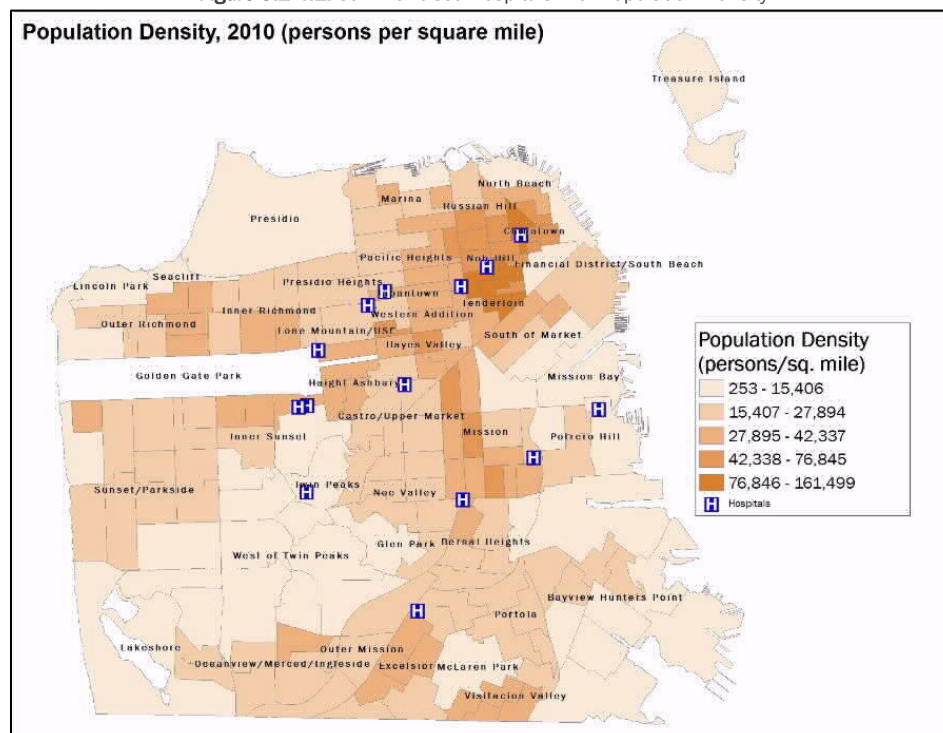 Population Density, 2010 (persons per square mile)
Treasure Island
North Beach
Marina
Russian Hill
Presidio
Chinatown
Pacific Heights
Nob Hill
Financial District/South Beach
Seacliff
Lincoln Park
Presidio Heights
Japantown
Tenderloin
Outer Richmond
Inner Richmond
Western Addition
Lone Mountain/USF
South of Market
Hayes Valley
Golden Gate Park
Haight Ashbury
Mission Bay
Castro/Upper Market
Inner Sunset
Mission
Potrero Hill
Sunset/Parkside
Twin Peaks
Noe Valley
West of Twin Peaks
Glen Park
Bernal Heights
Bayview Hunters Point
Portola
Lakeshore
Outer Mission
Oceanview/Merced/Ingleside
Excelsior
McLaren Park
Visitacion Valley
Population Density
(persons/sq. mile)
253 - 15,406
15,407 - 27,894
27,895 - 42,337
42,338 - 76,845
76,846 - 161,499
H Hospitals
H
H
H
H
H
H
H
H
H
H
H
H
H
H